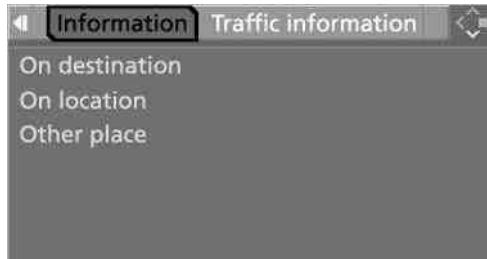 Information Traffic information
On destination
On location
Other place